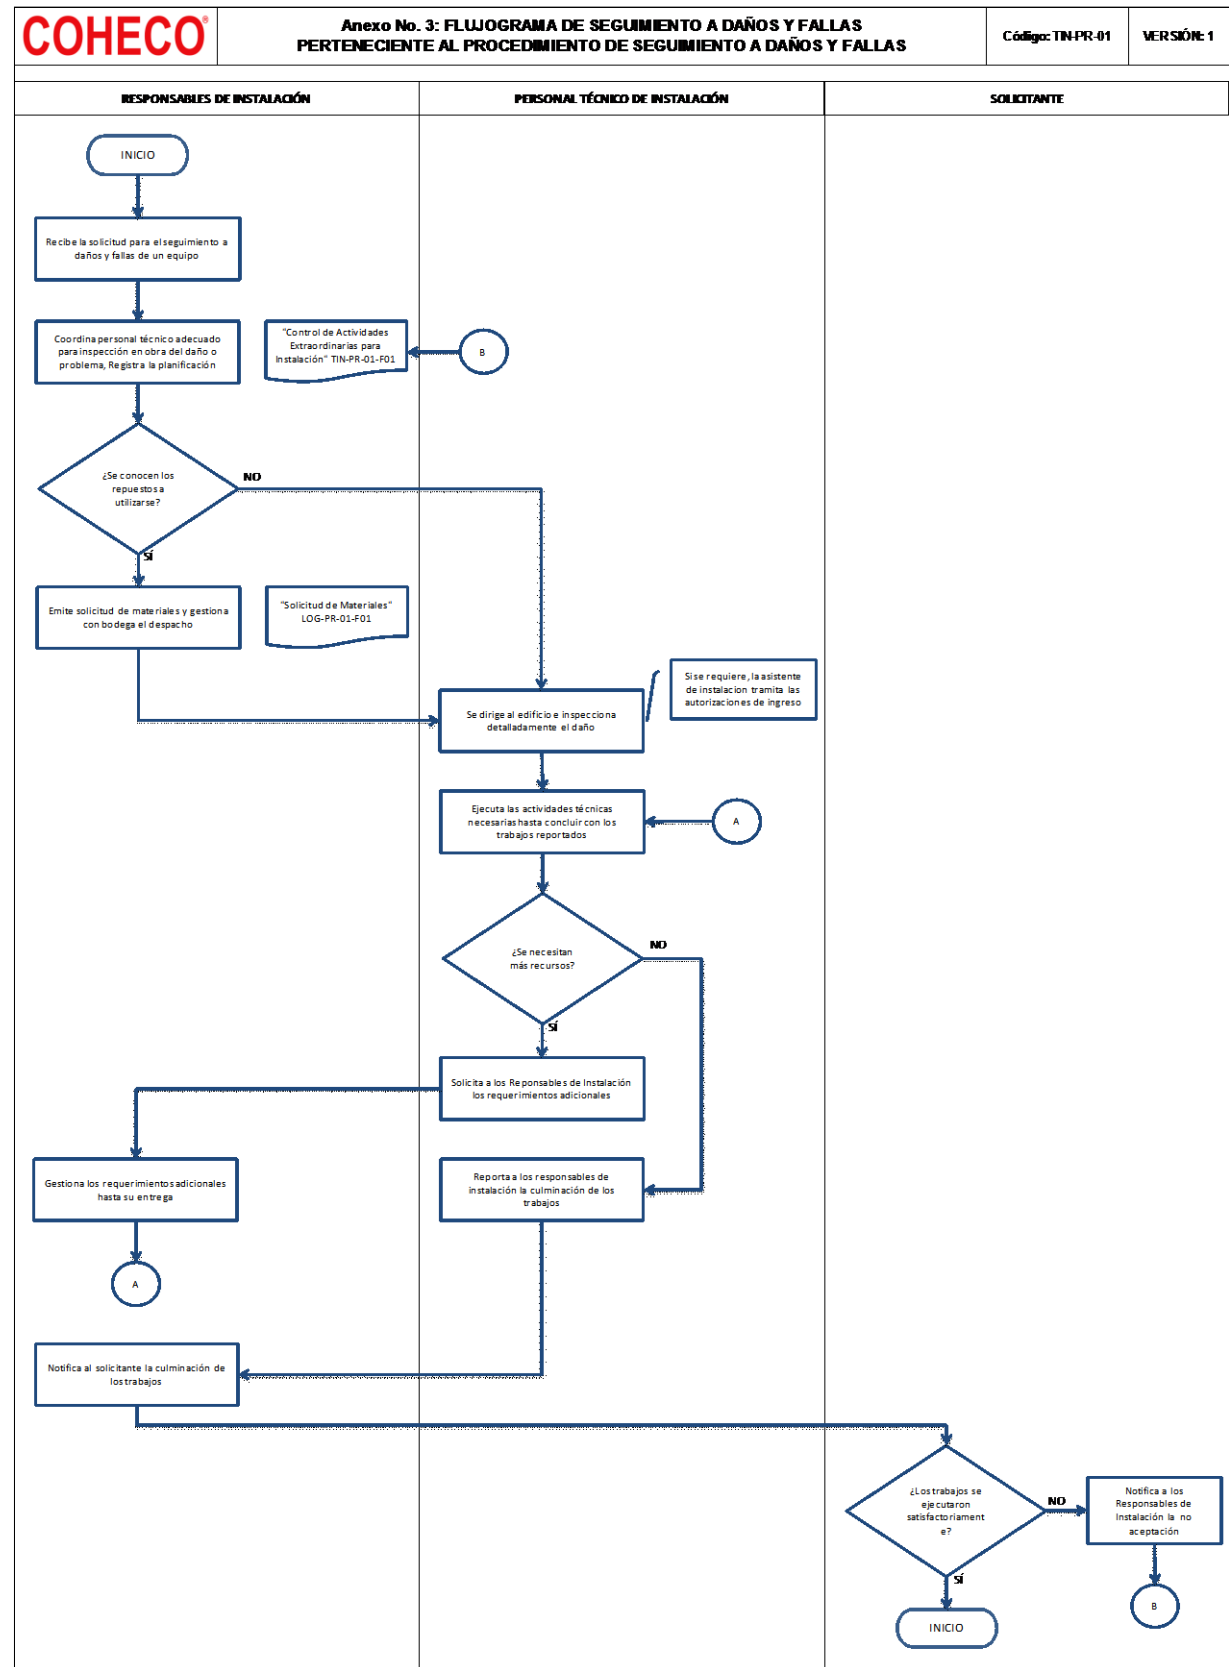 COHECO®
Anexo No. 3: FLUJOGRAMA DE SEGUIMIENTO A DAÑOS Y FALLAS
PERTENECIENTE AL PROCEDIMIENTO DE SEGUIMIENTO A DAÑOS Y FALLAS
Código: TIN-PR-01
VERSIÓN: 1
RESPONSABLES DE INSTALACIÓN
PERSONAL TÉCNICO DE INSTALACIÓN
SOLICITANTE
INICIO
Recibe la solicitud para el seguimiento a
daños y fallas de un equipo
Coordina personal técnico adecuado
para inspección en obra del daño o
problema, Registra la planificación
"Control de Actividades
Extraordinarias para
Instalación" TIN-PR-01-F01
B
¿Se conocen los
repuestos a
utilizarse?
NO
SÍ
Emite solicitud de materiales y gestiona
con bodega el despacho
"Solicitud de Materiales"
LOG-PR-01-F01
Si se requiere, la asistente
de instalacion tramita las
autorizaciones de ingreso
Se dirige al edificio e inspecciona
detalladamente el daño
Ejecuta las actividades técnicas
necesarias hasta concluir con los
trabajos reportados
A
¿Se necesitan
más recursos?
NO
SÍ
Solicita a los Reponsables de Instalación
los requerimientos adicionales
Gestiona los requerimientos adicionales
hasta su entrega
Reporta a los responsables de
instalación la culminación de los
trabajos
A
Notifica al solicitante la culminación de
los trabajos
¿Los trabajos se
ejecutaron
satisfactoriament
e?
NO
Notifica a los
Responsables de
Instalación la no
aceptación
SÍ
B
INICIO